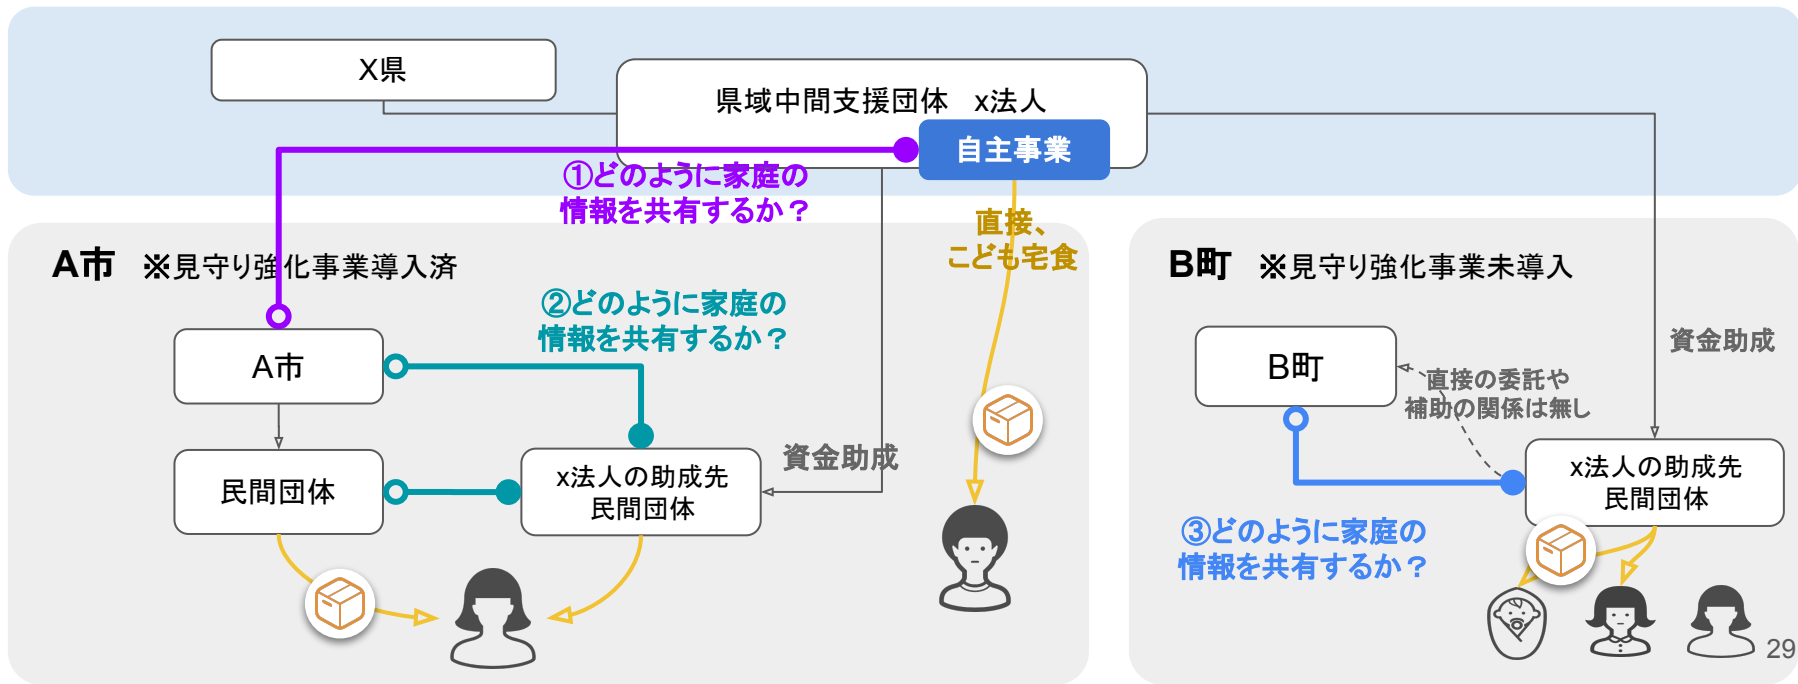 X県
県域中間支援団体　x法人
自主事業
①どのように家庭の
情報を共有するか？
直接、
こども宅食
A市　※見守り強化事業導入済
②どのように家庭の
情報を共有するか？
A市
民間団体
x法人の助成先
民間団体
資金助成
B町　※見守り強化事業未導入
資金助成
B町
直接の委託や
補助の関係は無し
x法人の助成先
民間団体
③どのように家庭の
情報を共有するか？
29